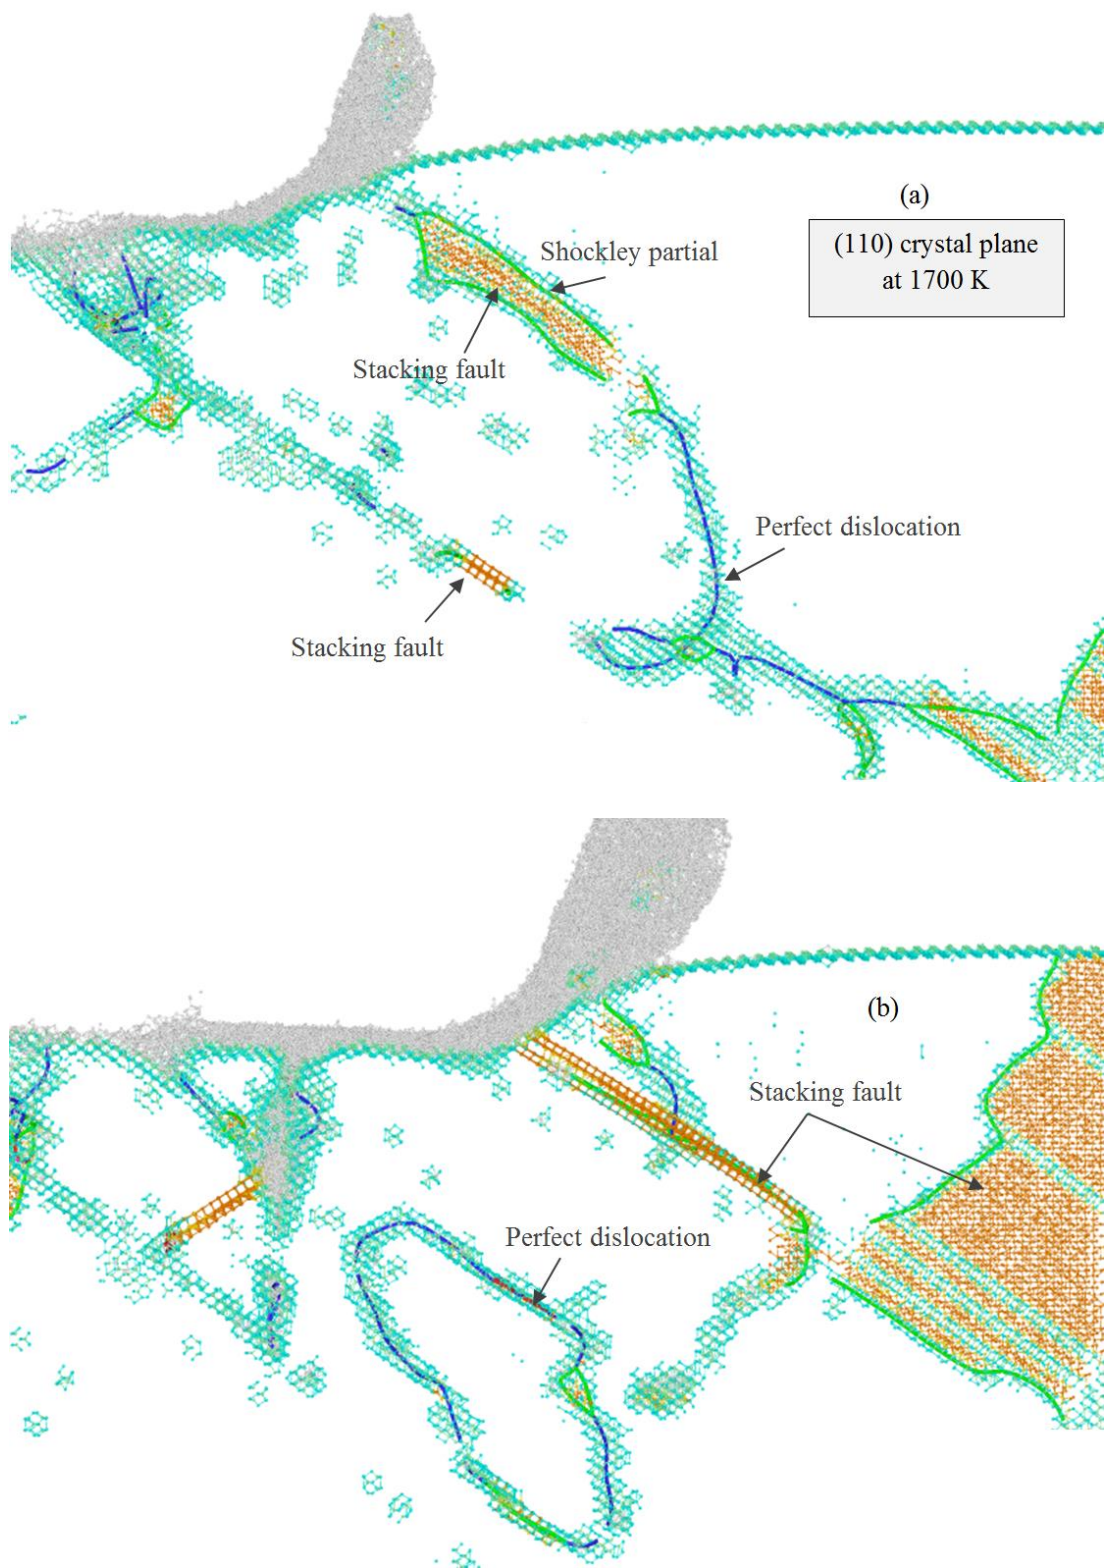 (a)
(110) crystal plane
at 1700 K
Shockley partial
Stacking fault
Perfect dislocation
Stacking fault
(b)
Stacking fault
Perfect dislocation